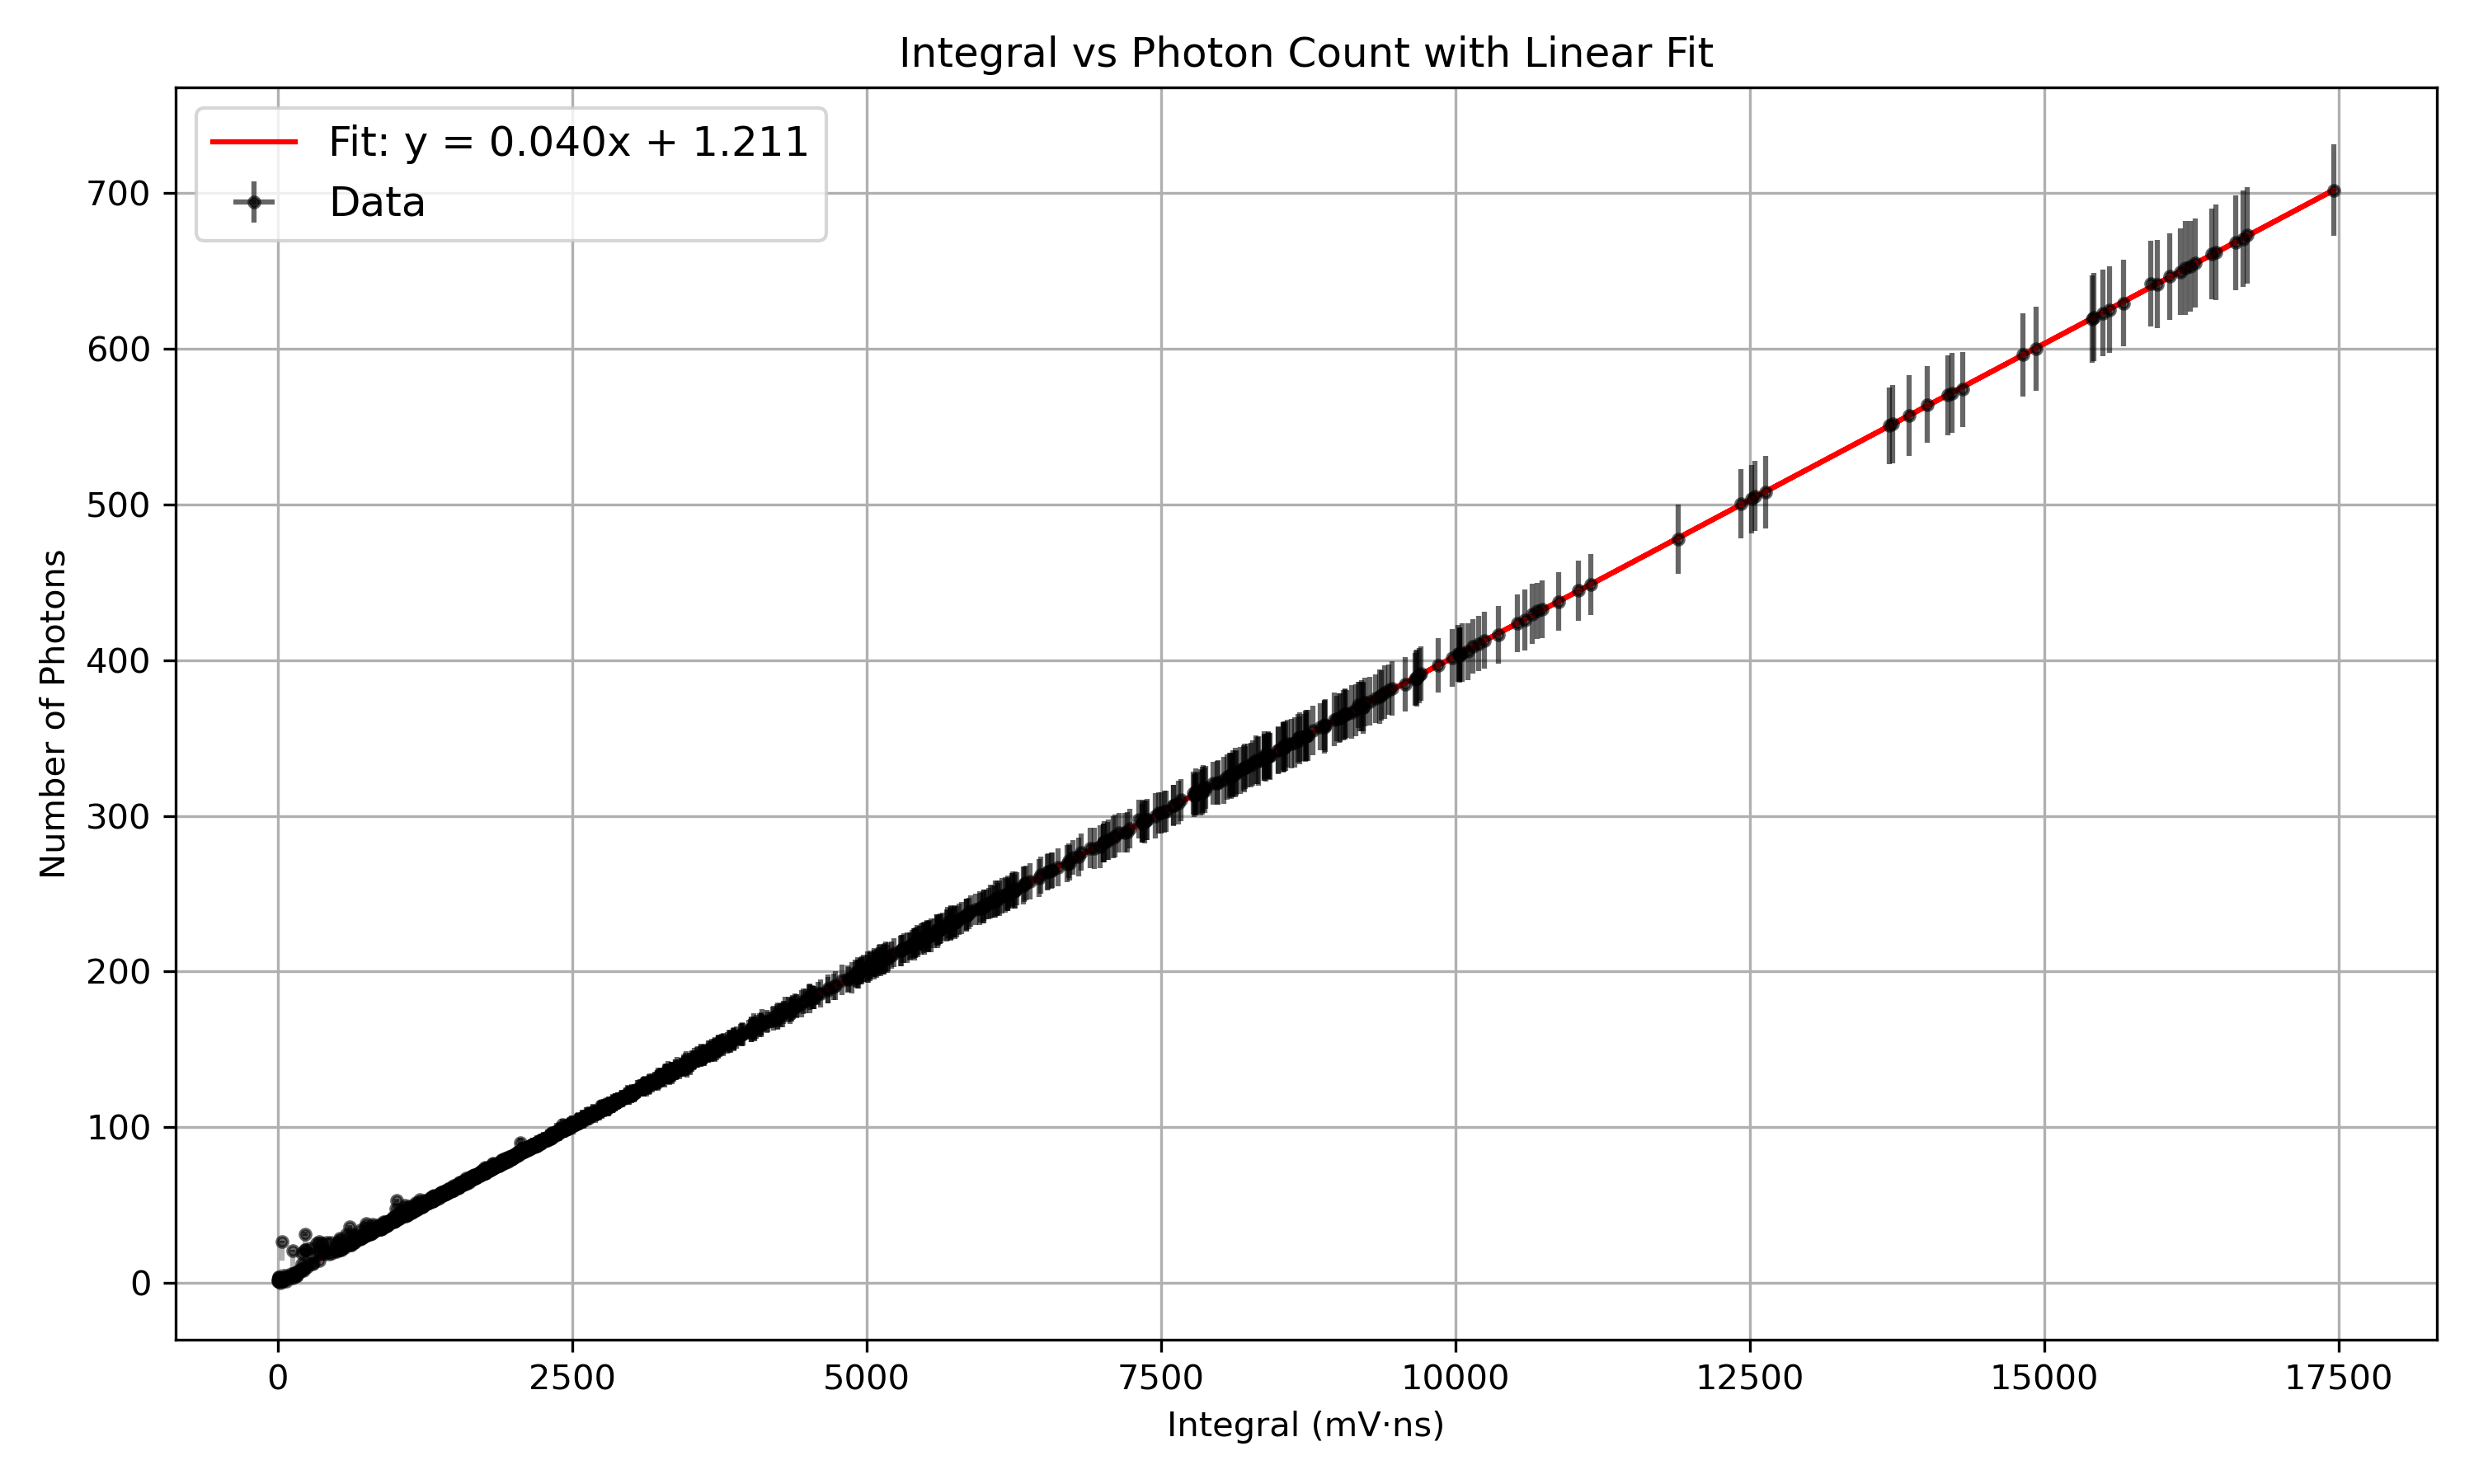 Integral vs Photon Count with Linear Fit
Fit: y = 0.040x + 1.211
Data
Number of Photons
700
600
500
400
300
200
100
0
0 2500 5000 7500 10000 12500 15000 17500
Integral (mV·ns)